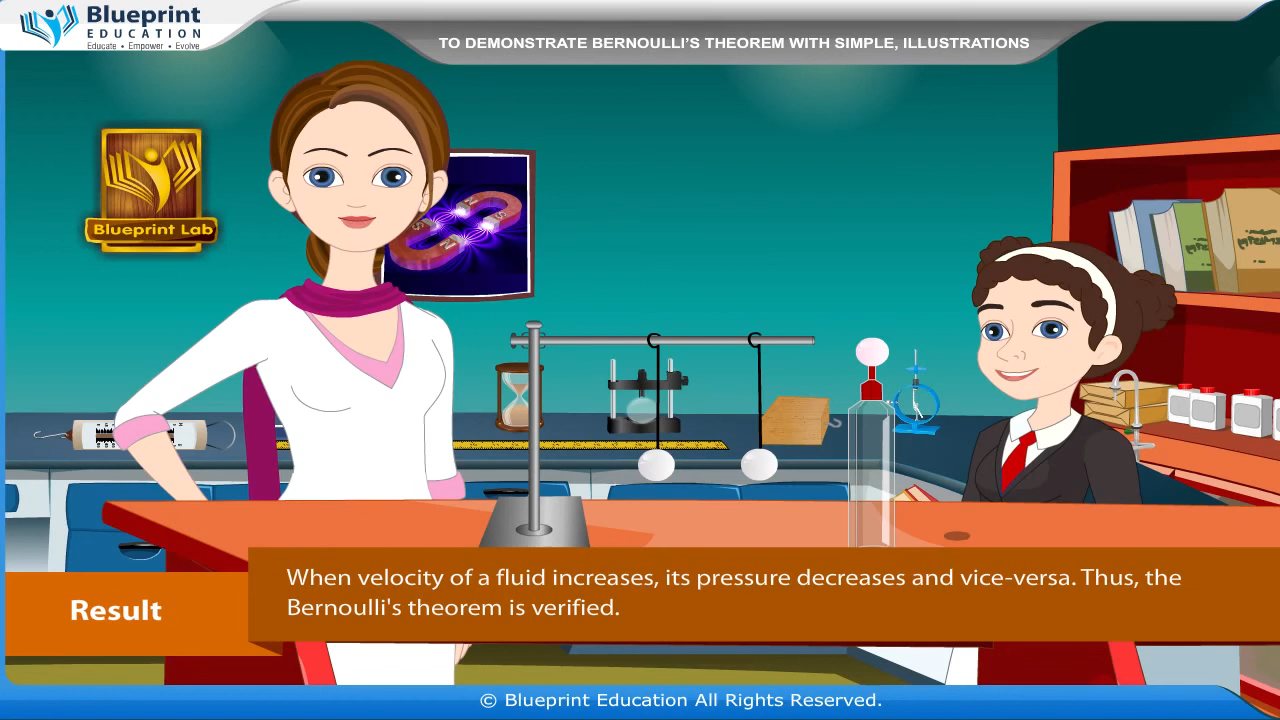 Blueprint
EDUCATION
Educate • Empower • Evolve
TO DEMONSTRATE BERNOULLI'S THEOREM WITH SIMPLE, ILLUSTRATIONS
Blueprint Lab
N
S
S
N
Result
When velocity of a fluid increases, its pressure decreases and vice-versa. Thus, the
Bernoulli's theorem is verified.
© Blueprint Education All Rights Reserved.